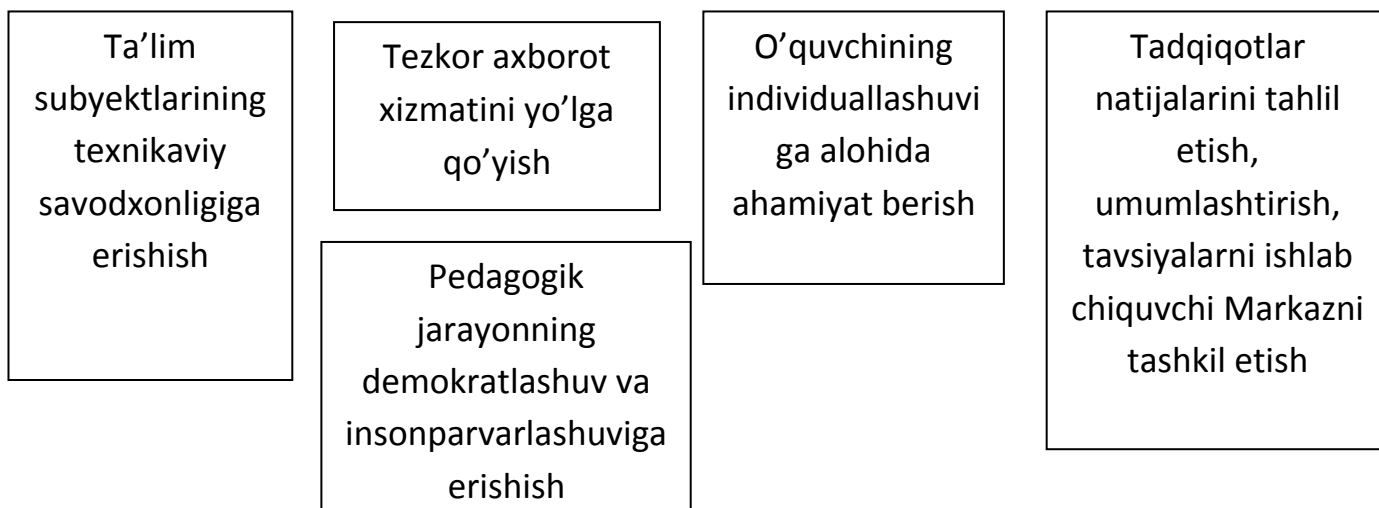 Ta’lim
subyektlarining
texnikaviy
savodxonligiga
erishish
Tezkor axborot
xizmatini yo’lga
qo’yish
Pedagogik
jarayonning
demokratlashuv va
insonparvarlashuviga
erishish
O’quvchining
individuallashuvi
ga alohida
ahamiyat berish
Tadqiqotlar
natijalarini tahlil
etish,
umumlashtirish,
tavsiyalarni ishlab
chiquvchi Markazni
tashkil etish